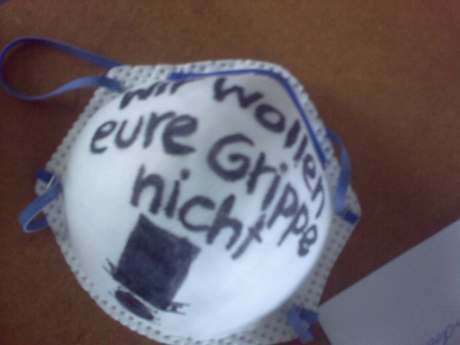 wir wollen
eure Grippe
nicht